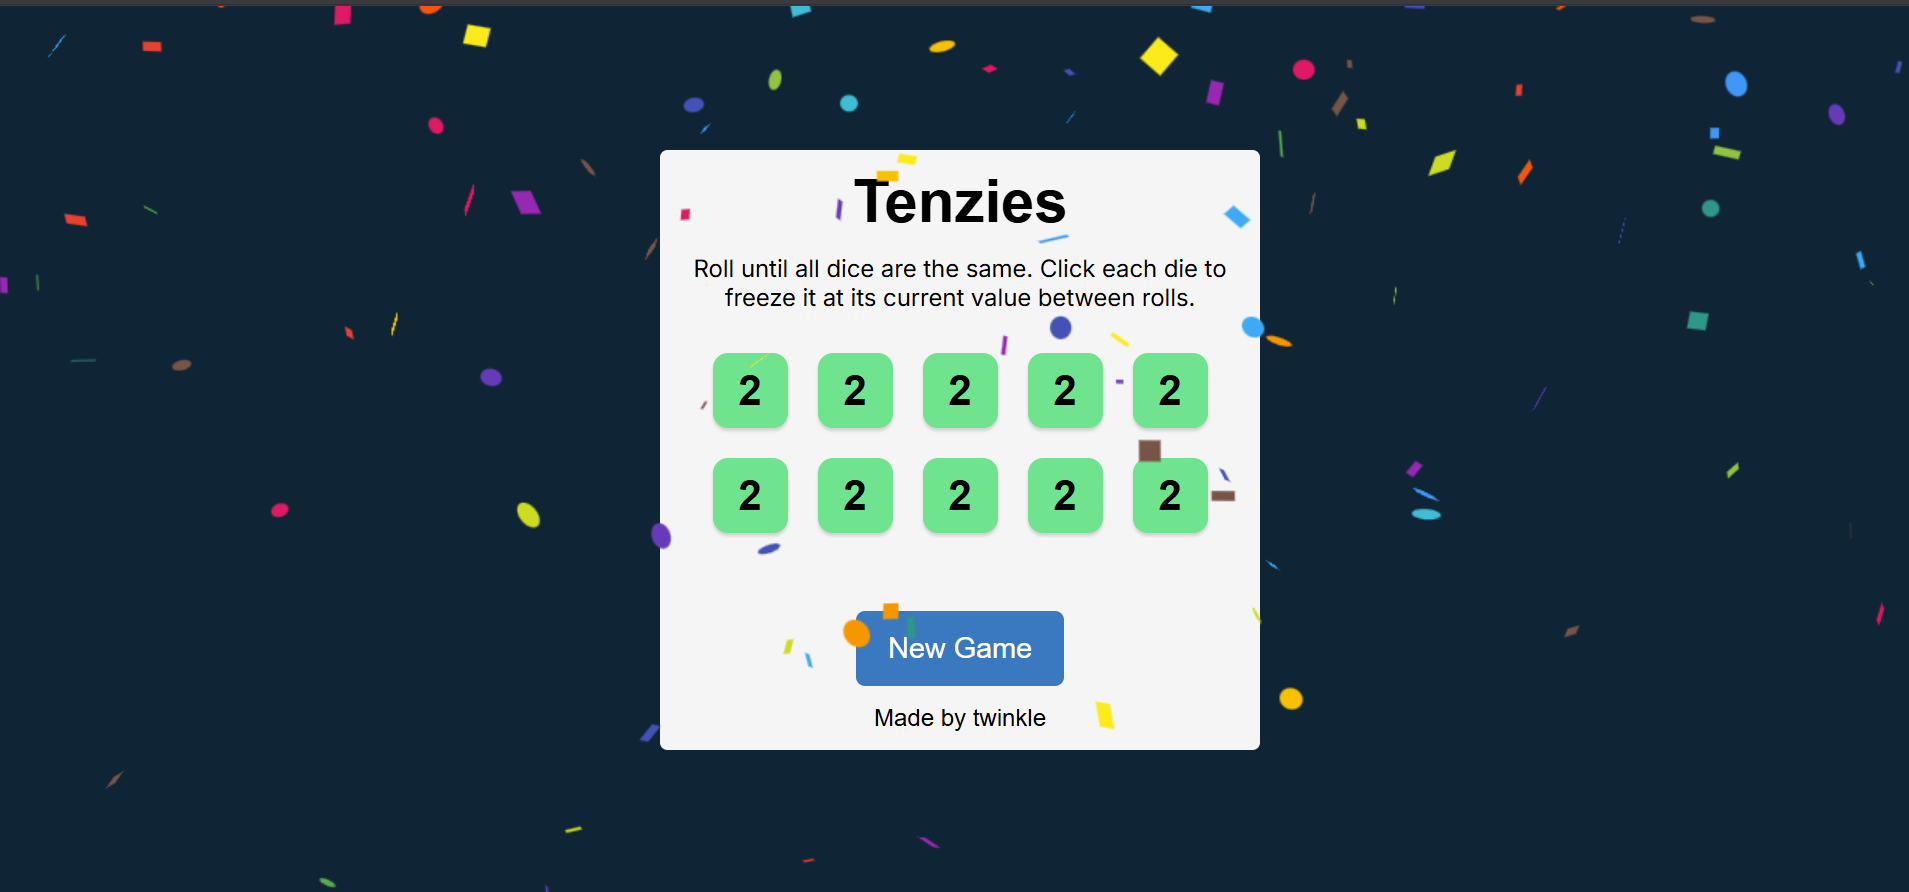 Tenzies
Roll until all dice are the same. Click each die to
freeze it at its current value between rolls.
2 2 2 2 2
2 2 2 2 2
New Game
Made by twinkle